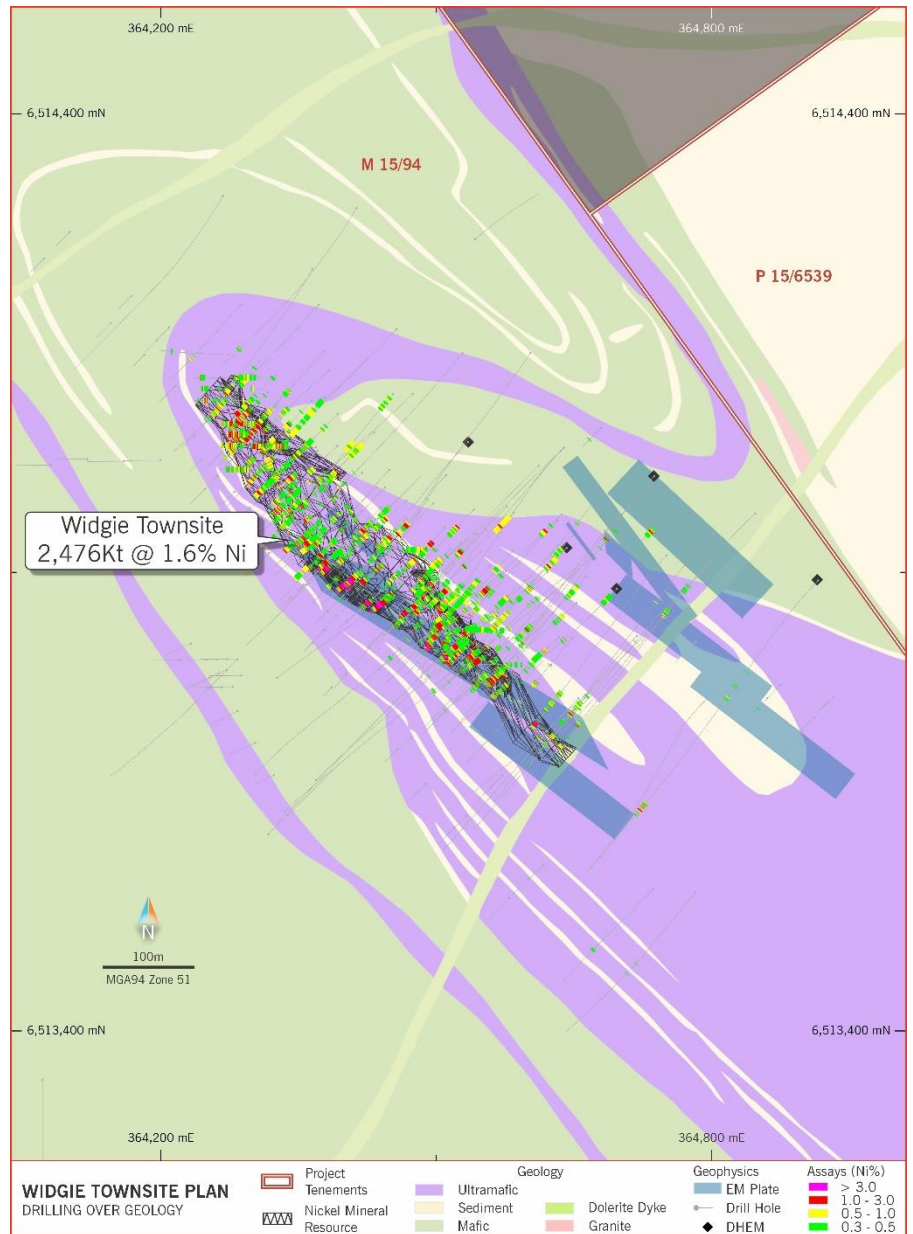 364,200 mE
364,800 mE
6,514,400 mN
6,514,400 mN
M 15/94
P 15/6539
Widgie Townsite
2,476Kt @ 1.6% Ni
N
100m
MGA94 Zone 51
6,513,400 mN
6,513,400 mN
364,200 mE
364,800 mE
WIDGIE TOWNSITE PLAN
DRILLING OVER GEOLOGY
Project
Tenements
Nickel Mineral
Resource
Geology
Ultramafic
Sediment
Mafic
Dolerite Dyke
Granite
Geophysics
EM Plate
Drill Hole
DHEM
Assays (Ni%)
> 3.0
1.0 - 3.0
0.5 - 1.0
0.3 - 0.5